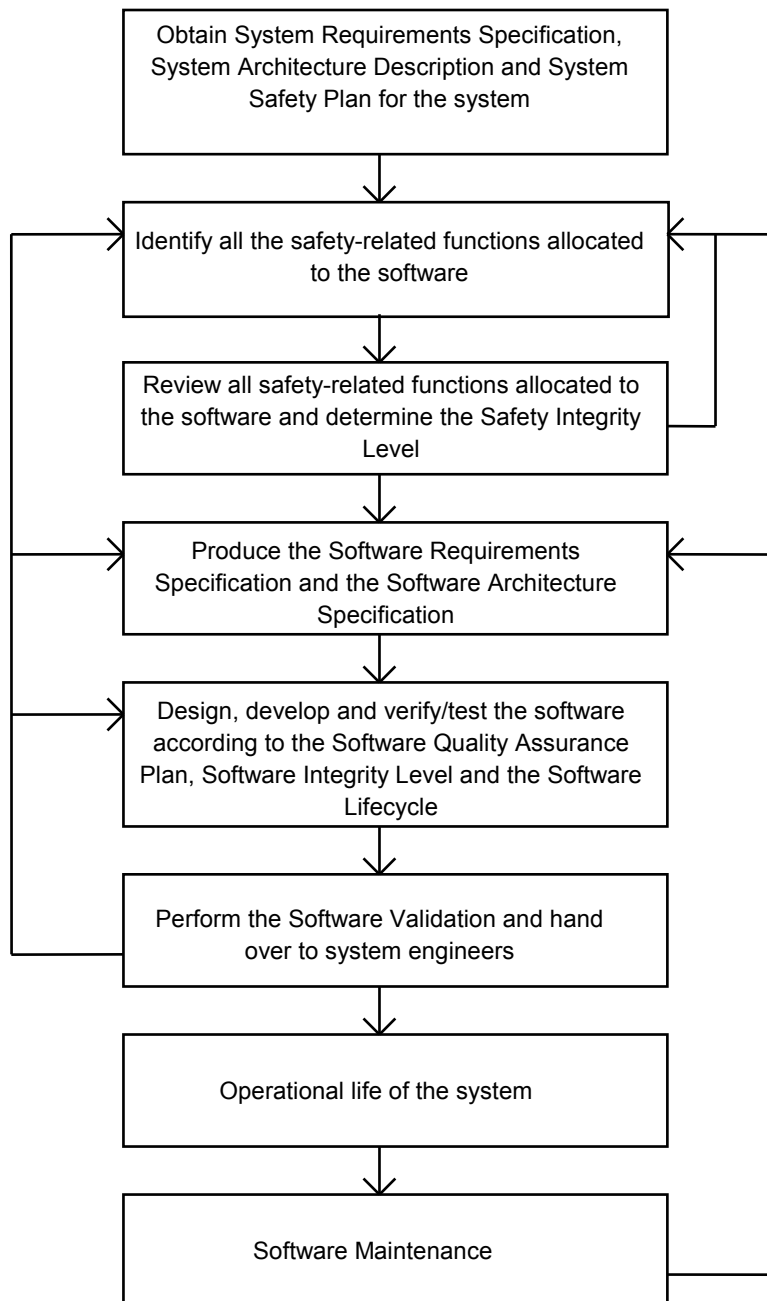 Obtain System Requirements Specification,
System Architecture Description and System
Safety Plan for the system
Identify all the safety-related functions allocated
to the software
Review all safety-related functions allocated to
the software and determine the Safety Integrity
Level
Produce the Software Requirements
Specification and the Software Architecture
Specification
Design, develop and verify/test the software
according to the Software Quality Assurance
Plan, Software Integrity Level and the Software
Lifecycle
Perform the Software Validation and hand
over to system engineers
Operational life of the system
Software Maintenance